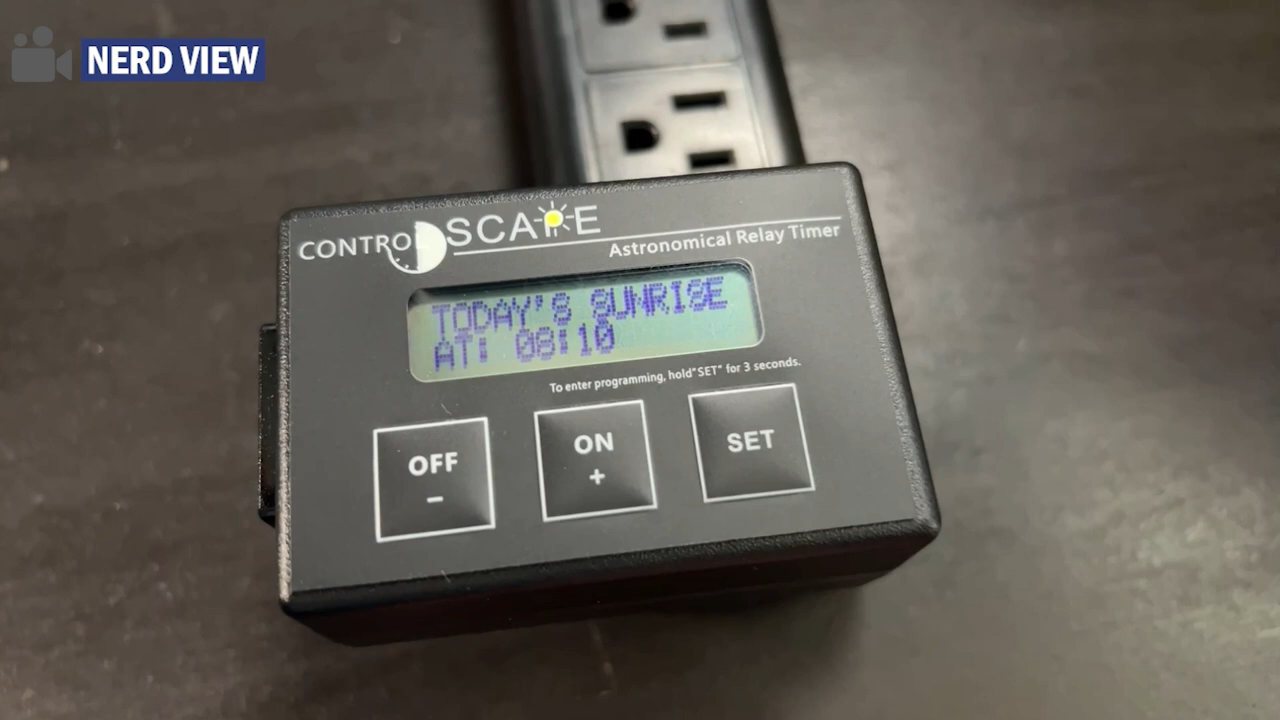 NERD VIEW
CONTROLSCAPE
Astronomical Relay Timer
TODAY'S SUNRISE
AT: 08:10
To enter programming, hold"SET" for 3 seconds.
OFF
-
ON
+
SET